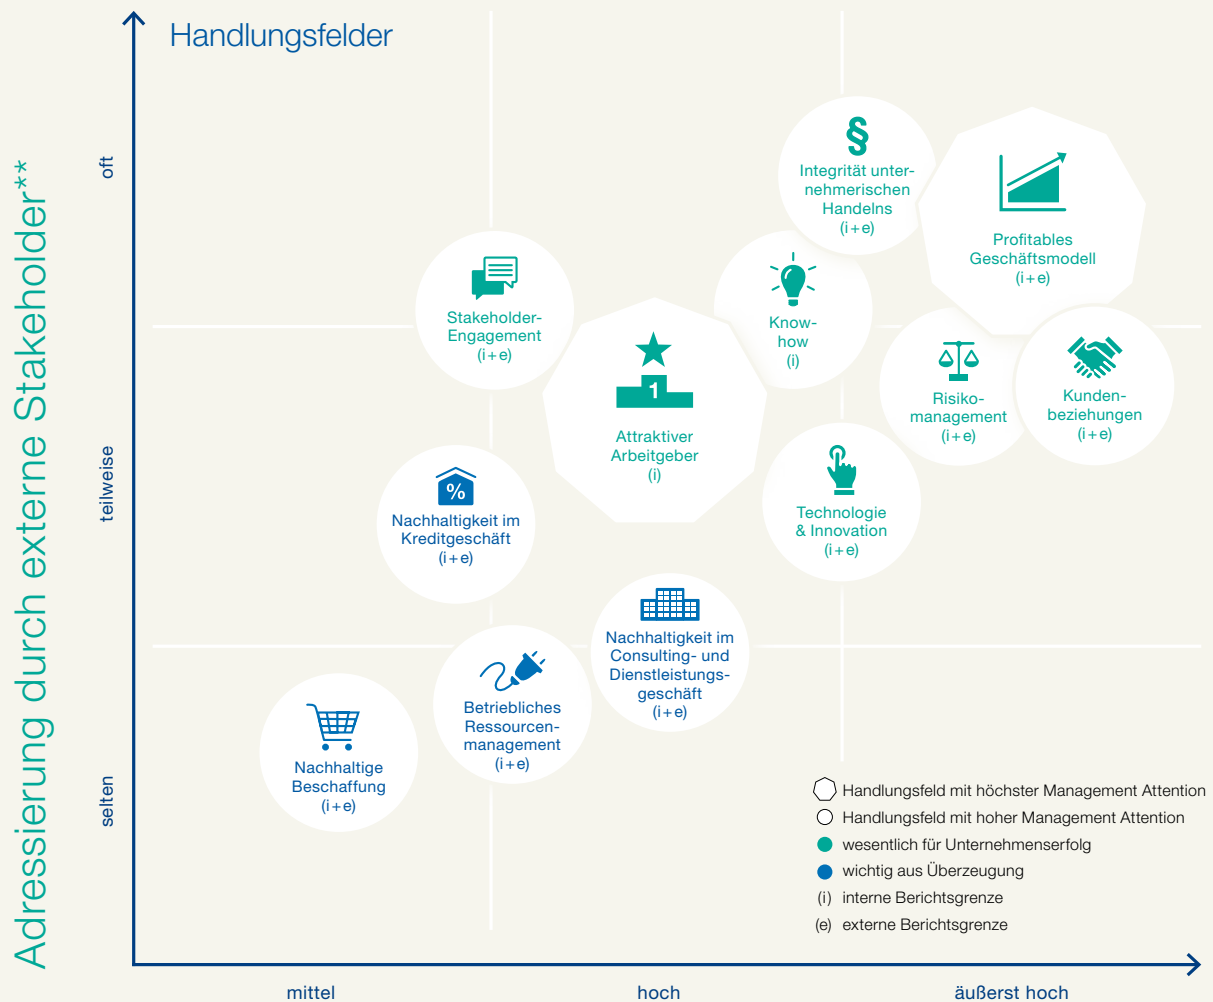 Handlungsfelder
Adressierung durch externe Stakeholder**
oft
teilweise
selten
§
Integrität unter-
nehmerischen
Handelns
(i+e)
Profitables
Geschäftsmodell
(i+e)
Stakeholder-
Engagement
(i+e)
Know-
how
(i)
1
Attraktiver
Arbeitgeber
(i)
Risiko-
management
(i+e)
Kunden-
beziehungen
(i+e)
%
Nachhaltigkeit im
Kreditgeschäft
(i+e)
Technologie
& Innovation
(i+e)
Nachhaltigkeit im
Consulting- und
Dienstleistungs-
geschäft
(i+e)
Betriebliches
Ressourcen-
management
(i+e)
Nachhaltige
Beschaffung
(i+e)
Handlungsfeld mit höchster Management Attention
Handlungsfeld mit hoher Management Attention
wesentlich für Unternehmenserfolg
wichtig aus Überzeugung
(i) interne Berichtsgrenze
(e) externe Berichtsgrenze
mittel
hoch
äußerst hoch